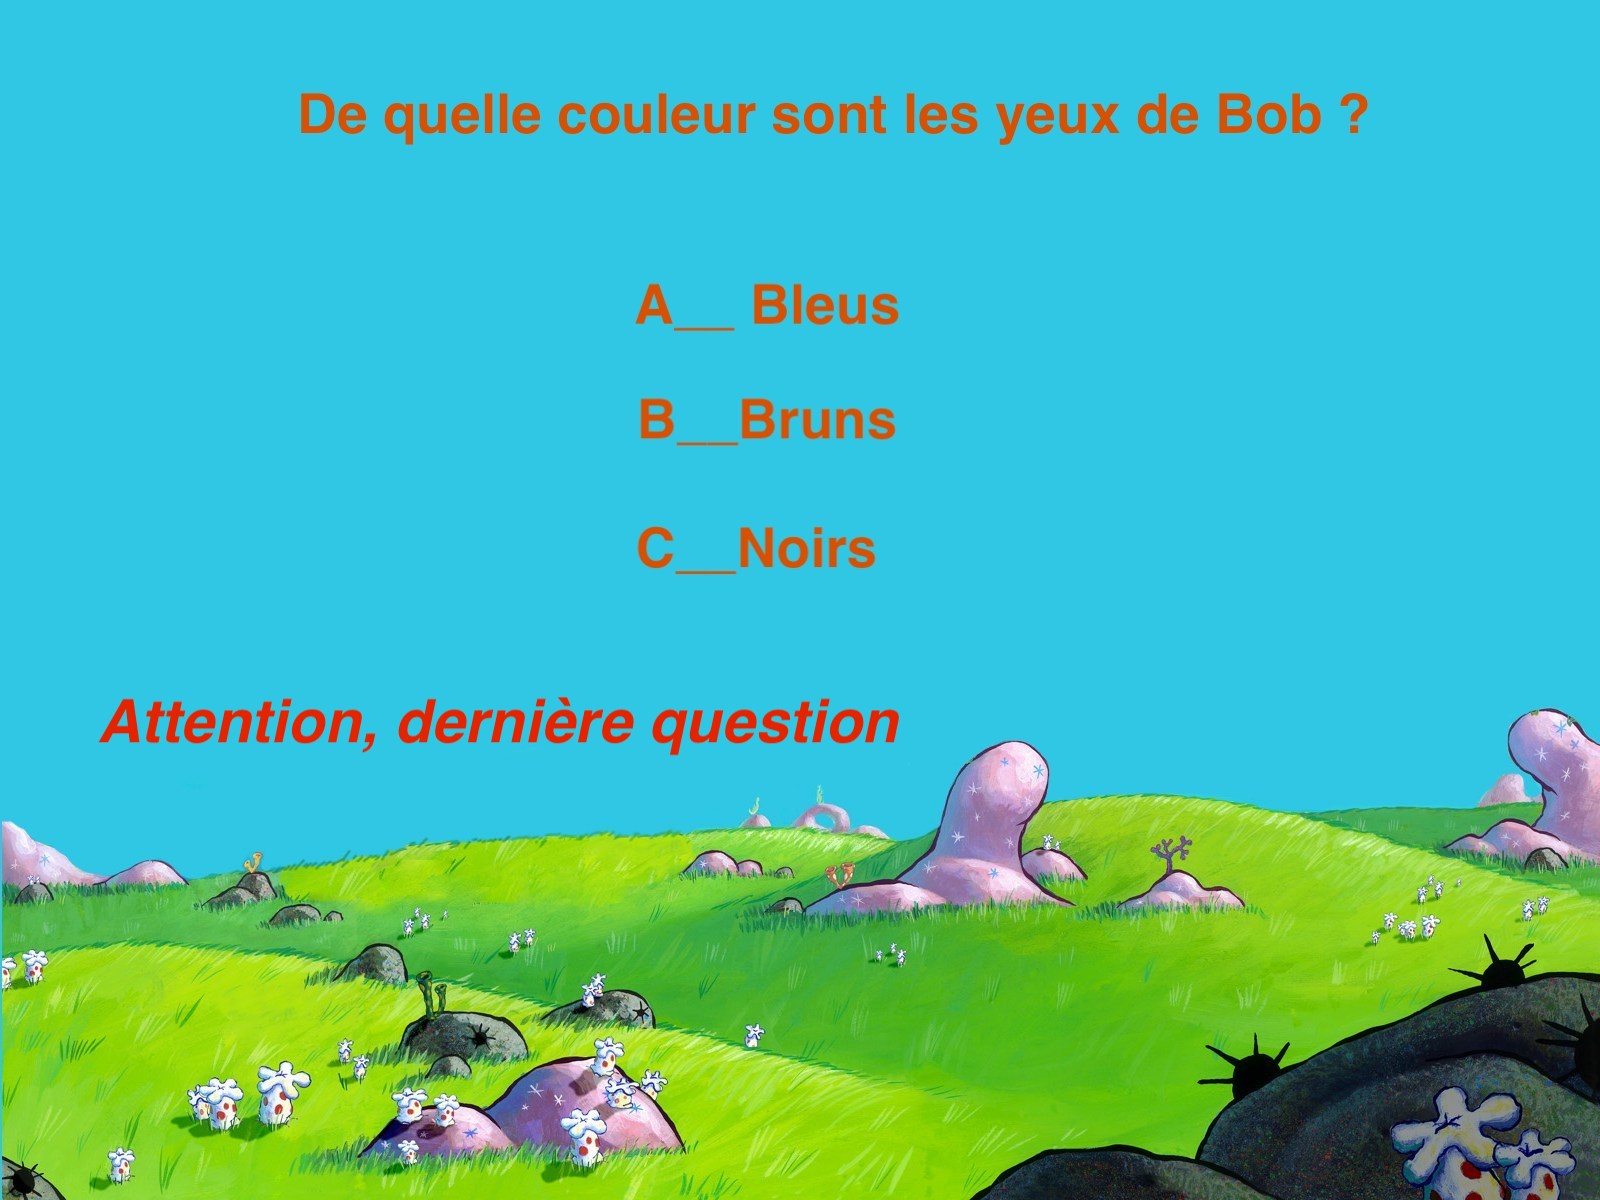 De quelle couleur sont les yeux de Bob ?
A__ Bleus
B__Bruns
C__Noirs
Attention, dernière question